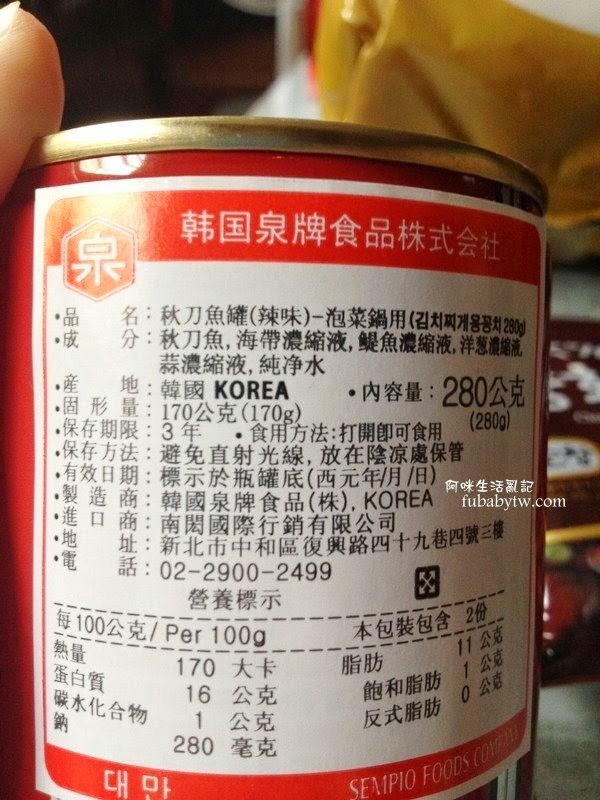 泉 韩国泉牌食品株式会社
•品 名：秋刀魚罐(辣味)-泡菜鍋用(김치찌개용꽁치280g)
•成 分：秋刀魚, 海帶濃縮液, 鯷魚濃縮液, 洋葱濃縮液,
蒜濃縮液, 純净水
•產 地：韓國 KOREA •內容量：280公克
•固形量：170公克(170g) (280g)
•保存期限：3 年 •食用方法:打開即可食用
•保存方法：避免直射光線, 放在陰凉處保管
•有效日期：標示於瓶罐底(西元年/月/日)
•製造商：韓國泉牌食品(株), KOREA
•進口商：南閎國際行銷有限公司
•地 址：新北市中和區復興路四十九巷四號三樓
•電 話：02-2900-2499
營養標示
每100公克/ Per 100g 本包裝包含 2份
熱量 170 大卡 脂肪 11 公克
蛋白質 16 公克 飽和脂肪 1 公克
碳水化合物 1 公克 反式脂肪 0 公克
鈉 280 毫克
대만 SEMPIO FOODS COMPANY
阿咪生活亂記
fubabytw.com